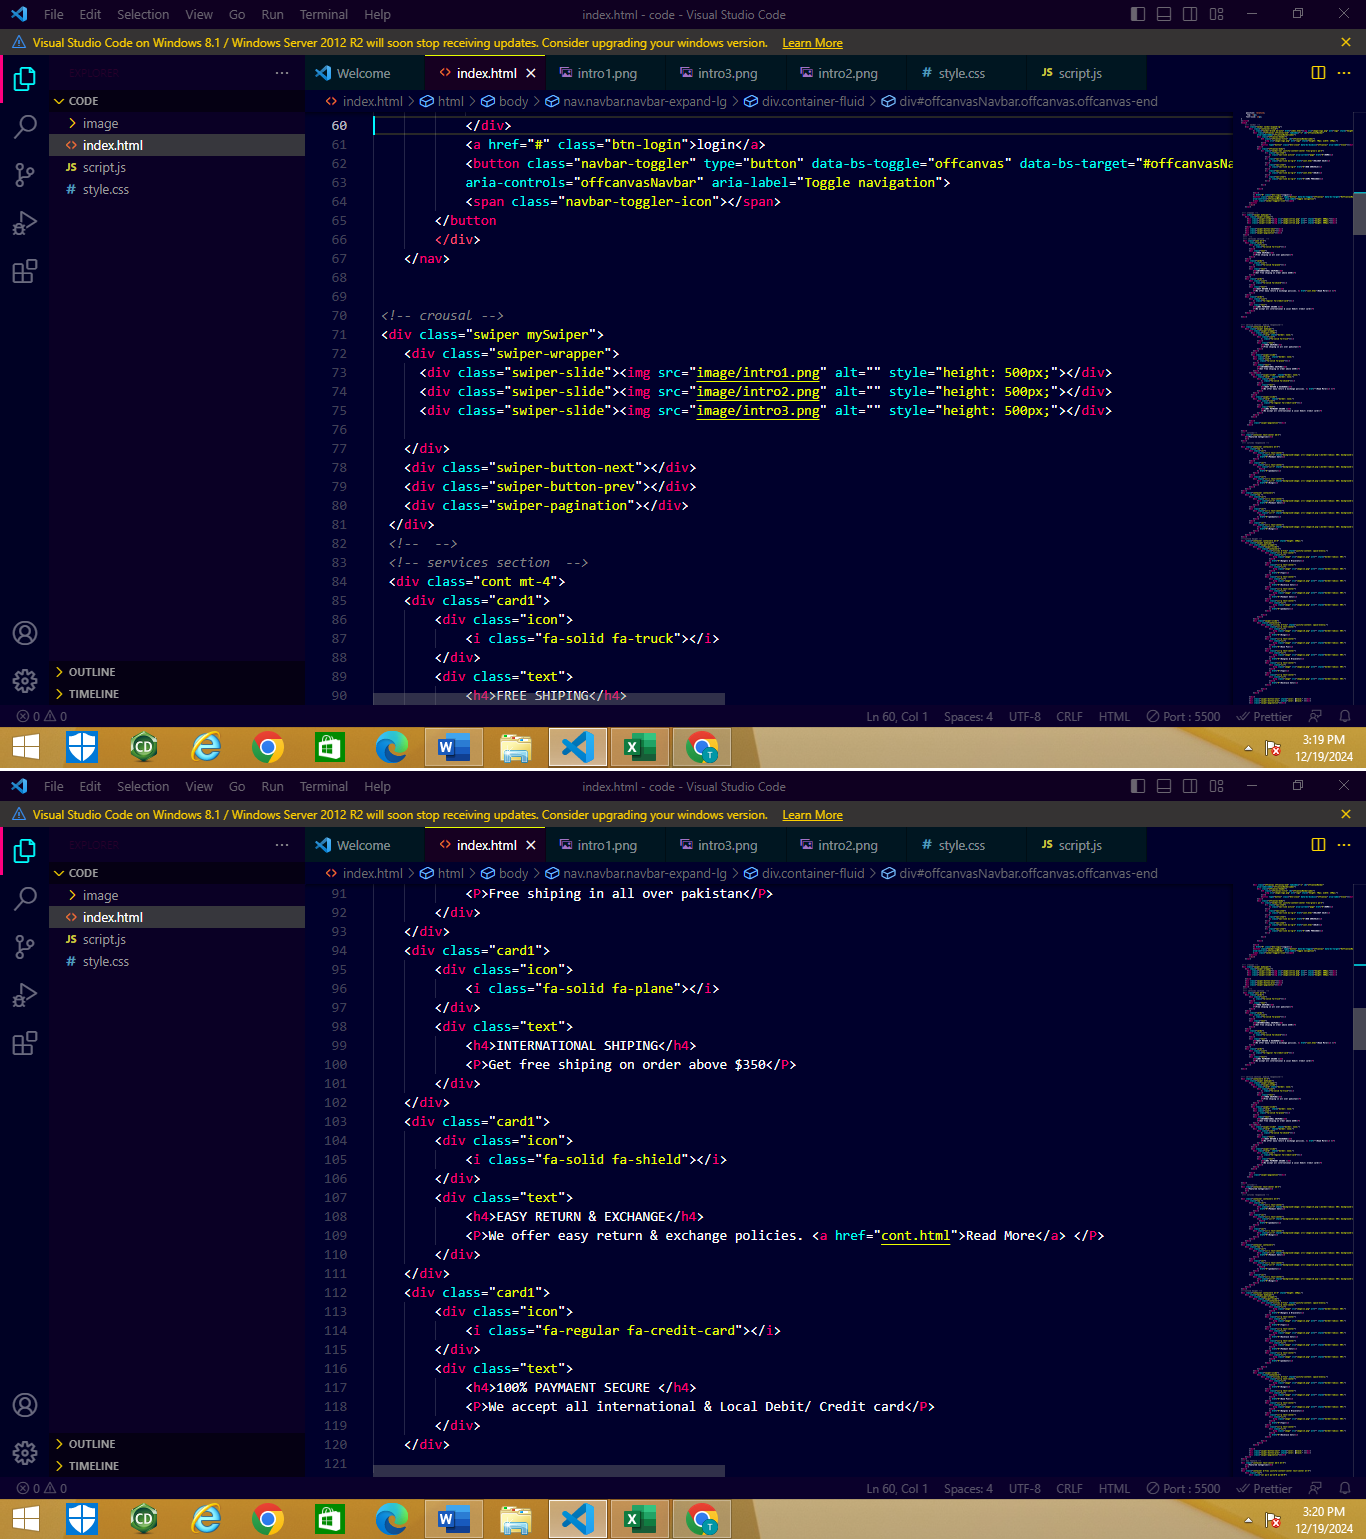 File Edit Selection View Go Run Terminal Help index.html - code - Visual Studio Code
Visual Studio Code on Windows 8.1 / Windows Server 2012 R2 will soon stop receiving updates. Consider upgrading your windows version. Learn More
EXPLORER ··· Welcome <> index.html intro1.png intro3.png intro2.png # style.css JS script.js ···
CODE
image
<> index.html
JS script.js
# style.css
OUTLINE
TIMELINE
<> index.html > html > body > nav.navbar.navbar-expand-lg > div.container-fluid > div#offcanvasNavbar.offcanvas.offcanvas-end
60 </div>
61 <a href="#" class="btn-login">login</a>
62 <button class="navbar-toggler" type="button" data-bs-toggle="offcanvas" data-bs-target="#offcanvasNa
63 aria-controls="offcanvasNavbar" aria-label="Toggle navigation">
64 <span class="navbar-toggler-icon"></span>
65 </button
66 </div>
67 </nav>
68
69
70 <!-- crousal -->
71 <div class="swiper mySwiper">
72 <div class="swiper-wrapper">
73 <div class="swiper-slide"><img src="image/intro1.png" alt="" style="height: 500px;"></div>
74 <div class="swiper-slide"><img src="image/intro2.png" alt="" style="height: 500px;"></div>
75 <div class="swiper-slide"><img src="image/intro3.png" alt="" style="height: 500px;"></div>
76
77 </div>
78 <div class="swiper-button-next"></div>
79 <div class="swiper-button-prev"></div>
80 <div class="swiper-pagination"></div>
81 </div>
82 <!--  -->
83 <!-- services section  -->
84 <div class="cont mt-4">
85 <div class="card1">
86 <div class="icon">
87 <i class="fa-solid fa-truck"></i>
88 </div>
89 <div class="text">
90 <h4>FREE SHIPING</h4>
0 0 Ln 60, Col 1 Spaces: 4 UTF-8 CRLF HTML Port : 5500 Prettier
CD W X T 3:19 PM
12/19/2024
File Edit Selection View Go Run Terminal Help index.html - code - Visual Studio Code
Visual Studio Code on Windows 8.1 / Windows Server 2012 R2 will soon stop receiving updates. Consider upgrading your windows version. Learn More
EXPLORER ··· Welcome <> index.html intro1.png intro3.png intro2.png # style.css JS script.js ···
CODE
image
<> index.html
JS script.js
# style.css
OUTLINE
TIMELINE
<> index.html > html > body > nav.navbar.navbar-expand-lg > div.container-fluid > div#offcanvasNavbar.offcanvas.offcanvas-end
91 <P>Free shiping in all over pakistan</P>
92 </div>
93 </div>
94 <div class="card1">
95 <div class="icon">
96 <i class="fa-solid fa-plane"></i>
97 </div>
98 <div class="text">
99 <h4>INTERNATIONAL SHIPING</h4>
100 <P>Get free shiping on order above $350</P>
101 </div>
102 </div>
103 <div class="card1">
104 <div class="icon">
105 <i class="fa-solid fa-shield"></i>
106 </div>
107 <div class="text">
108 <h4>EASY RETURN & EXCHANGE</h4>
109 <P>We offer easy return & exchange policies. <a href="cont.html">Read More</a> </P>
110 </div>
111 </div>
112 <div class="card1">
113 <div class="icon">
114 <i class="fa-regular fa-credit-card"></i>
115 </div>
116 <div class="text">
117 <h4>100% PAYMAENT SECURE </h4>
118 <P>We accept all international & Local Debit/ Credit card</P>
119 </div>
120 </div>
121
0 0 Ln 60, Col 1 Spaces: 4 UTF-8 CRLF HTML Port : 5500 Prettier
CD W X T 3:20 PM
12/19/2024